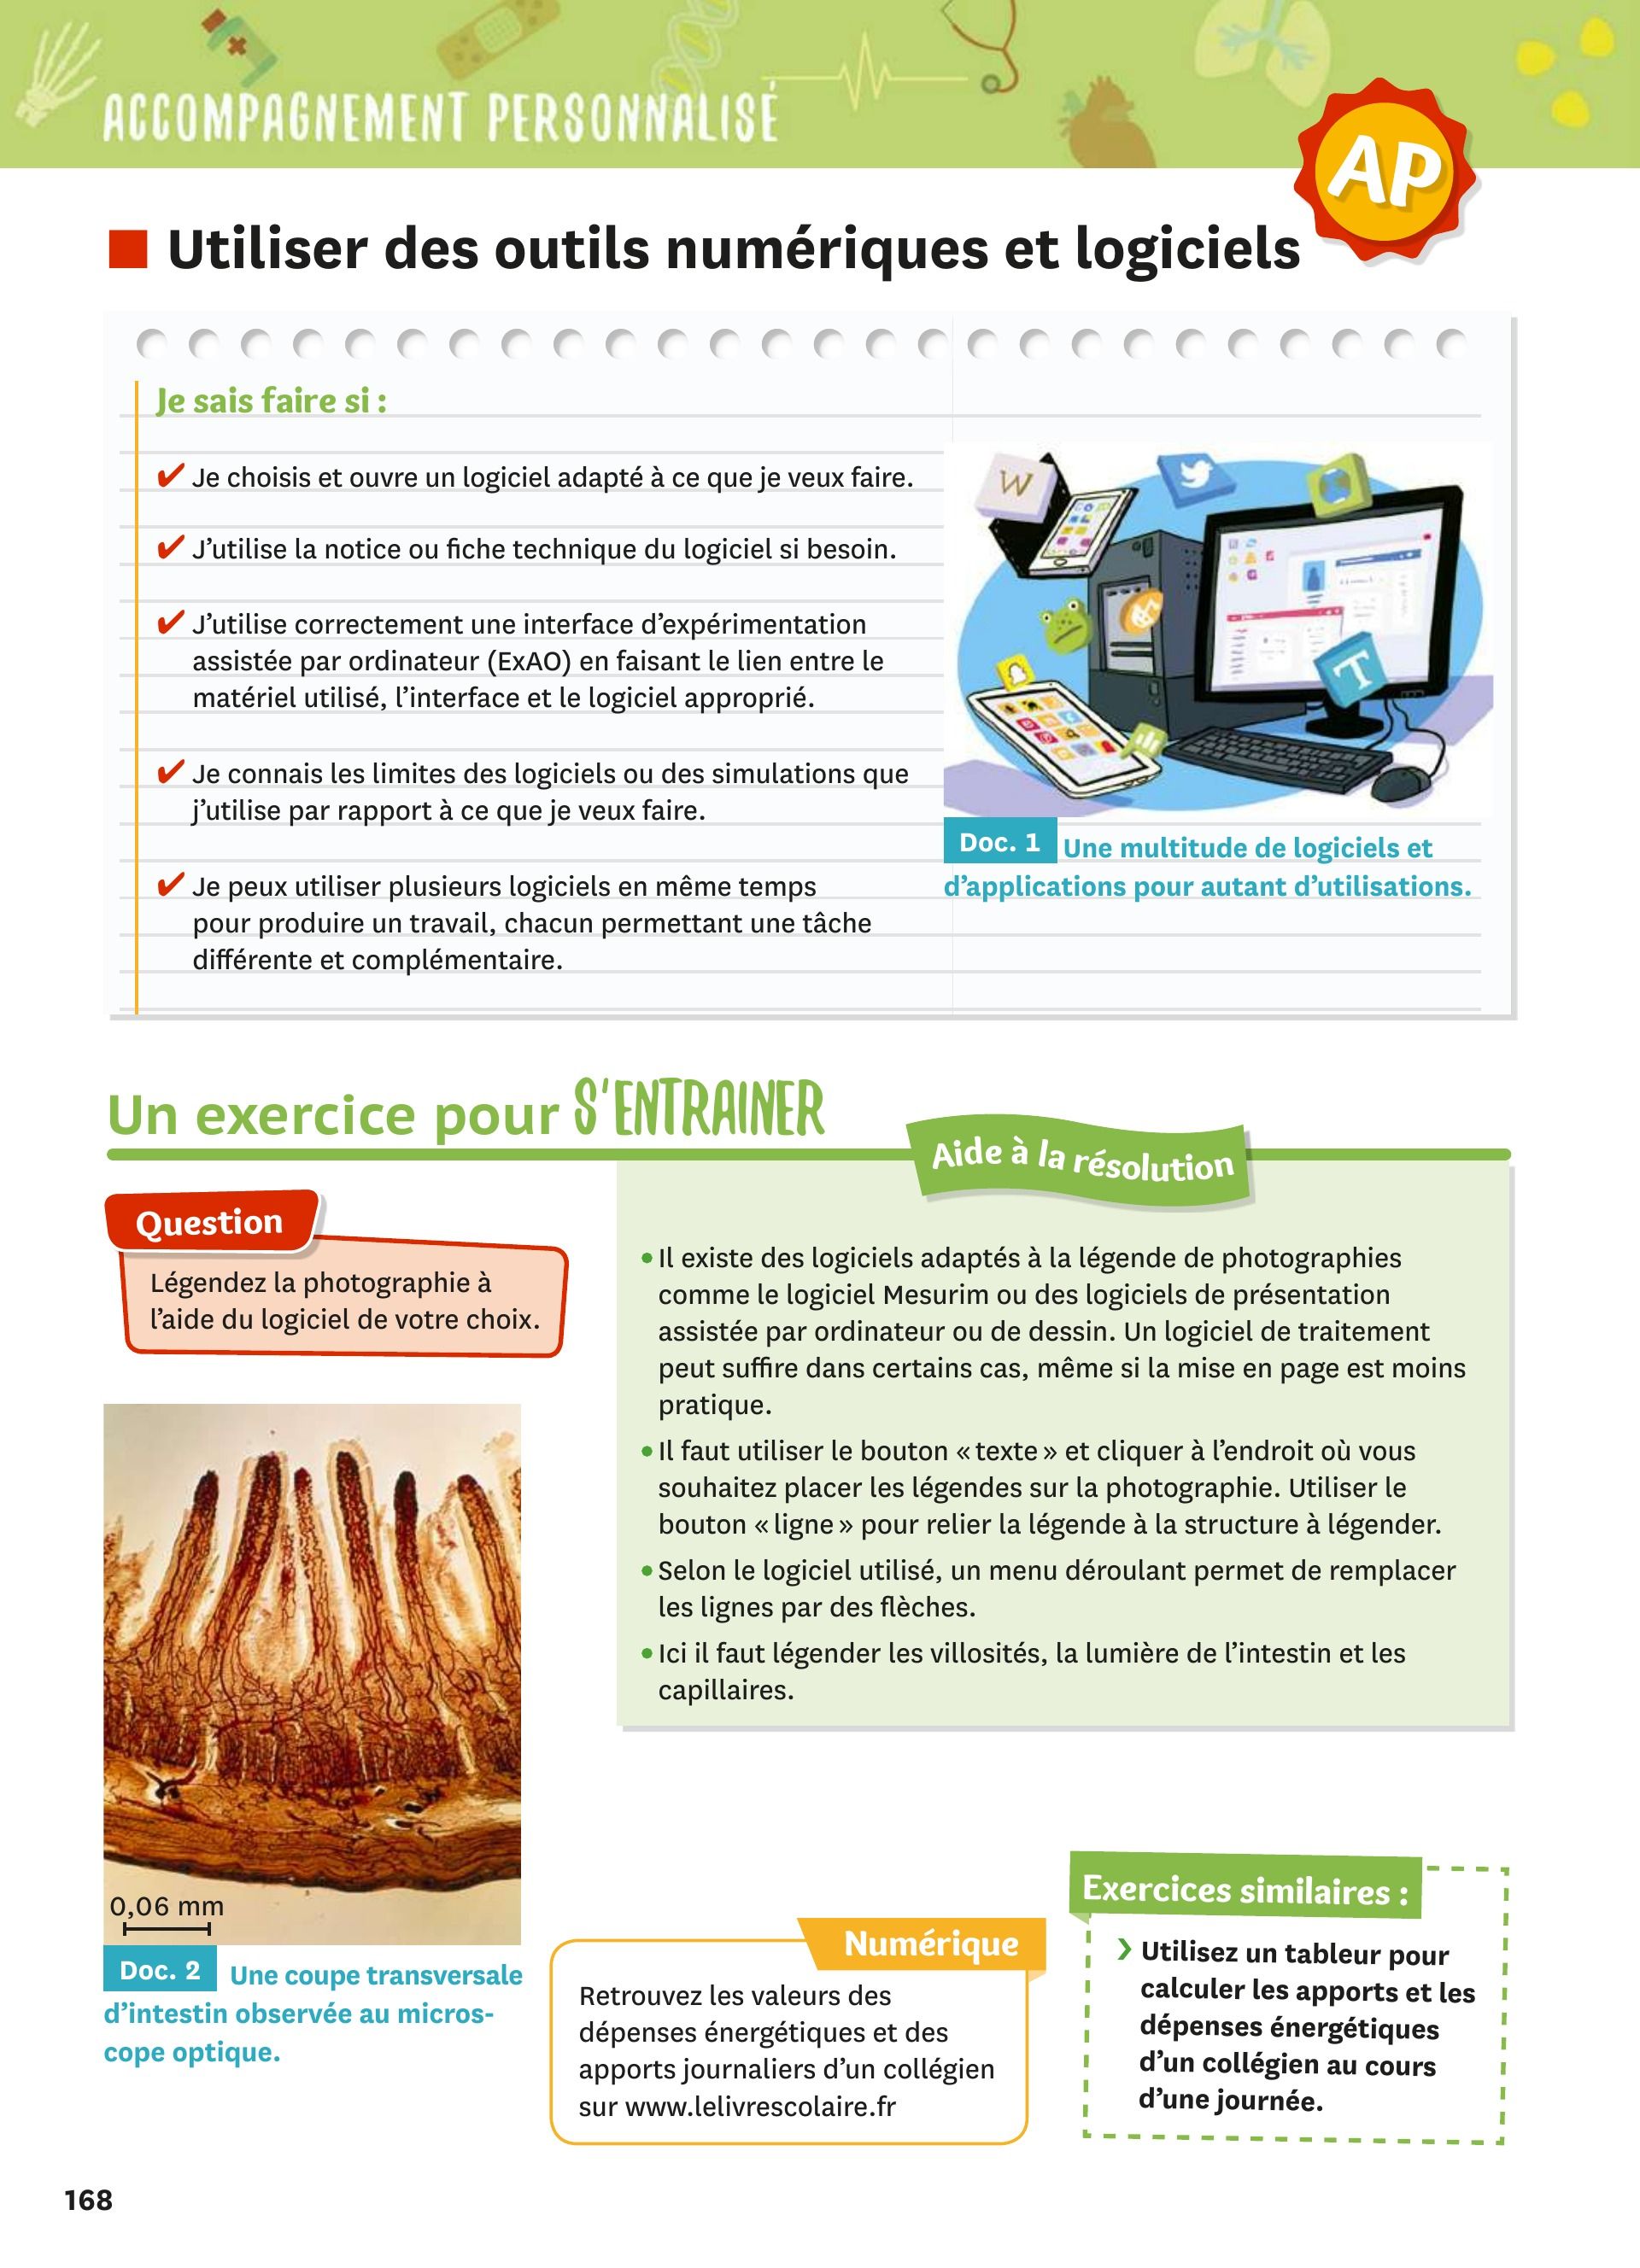 ACCOMPAGNEMENT PERSONNALISÉ
AP
Utiliser des outils numériques et logiciels
Je sais faire si :
✔ Je choisis et ouvre un logiciel adapté à ce que je veux faire.
✔ J’utilise la notice ou fiche technique du logiciel si besoin.
✔ J’utilise correctement une interface d’expérimentation
assistée par ordinateur (ExAO) en faisant le lien entre le
matériel utilisé, l’interface et le logiciel approprié.
✔ Je connais les limites des logiciels ou des simulations que
j’utilise par rapport à ce que je veux faire.
✔ Je peux utiliser plusieurs logiciels en même temps
pour produire un travail, chacun permettant une tâche
différente et complémentaire.
W
T
Doc. 1 Une multitude de logiciels et
d’applications pour autant d’utilisations.
Un exercice pour S'ENTRAINER
Question
Légendez la photographie à
l’aide du logiciel de votre choix.
0,06 mm
Doc. 2 Une coupe transversale
d’intestin observée au micros-
cope optique.
Aide à la résolution
• Il existe des logiciels adaptés à la légende de photographies
comme le logiciel Mesurim ou des logiciels de présentation
assistée par ordinateur ou de dessin. Un logiciel de traitement
peut suffire dans certains cas, même si la mise en page est moins
pratique.
• Il faut utiliser le bouton « texte » et cliquer à l’endroit où vous
souhaitez placer les légendes sur la photographie. Utiliser le
bouton « ligne » pour relier la légende à la structure à légender.
• Selon le logiciel utilisé, un menu déroulant permet de remplacer
les lignes par des flèches.
• Ici il faut légender les villosités, la lumière de l’intestin et les
capillaires.
Numérique
Retrouvez les valeurs des
dépenses énergétiques et des
apports journaliers d’un collégien
sur www.lelivrescolaire.fr
Exercices similaires :
› Utilisez un tableur pour
calculer les apports et les
dépenses énergétiques
d’un collégien au cours
d’une journée.
168